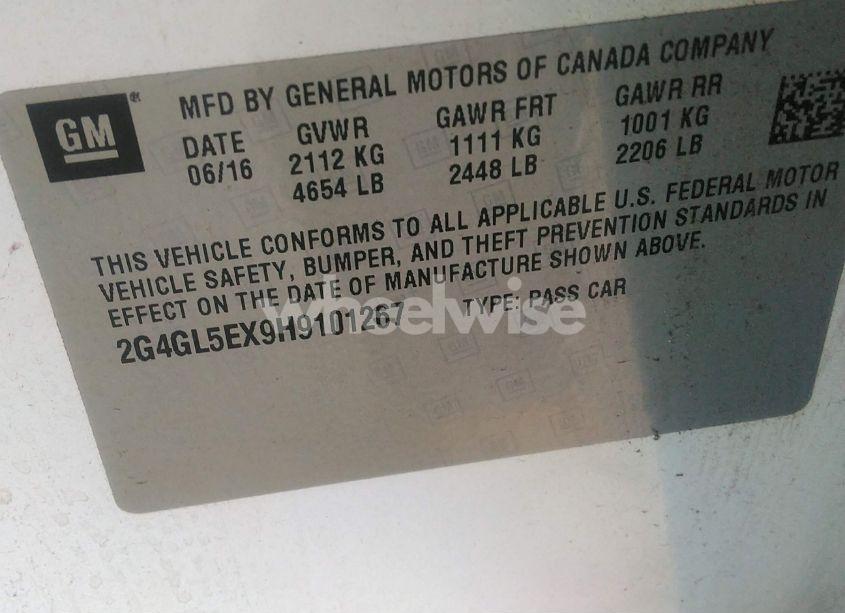 GM
®
MFD BY GENERAL MOTORS OF CANADA COMPANY
DATE GVWR GAWR FRT GAWR RR
06/16 2112 KG 1111 KG 1001 KG
4654 LB 2448 LB 2206 LB
THIS VEHICLE CONFORMS TO ALL APPLICABLE U.S. FEDERAL MOTOR
VEHICLE SAFETY, BUMPER, AND THEFT PREVENTION STANDARDS IN
EFFECT ON THE DATE OF MANUFACTURE SHOWN ABOVE.
2G4GL5EX9H9101267 TYPE: PASS CAR
wheelwise